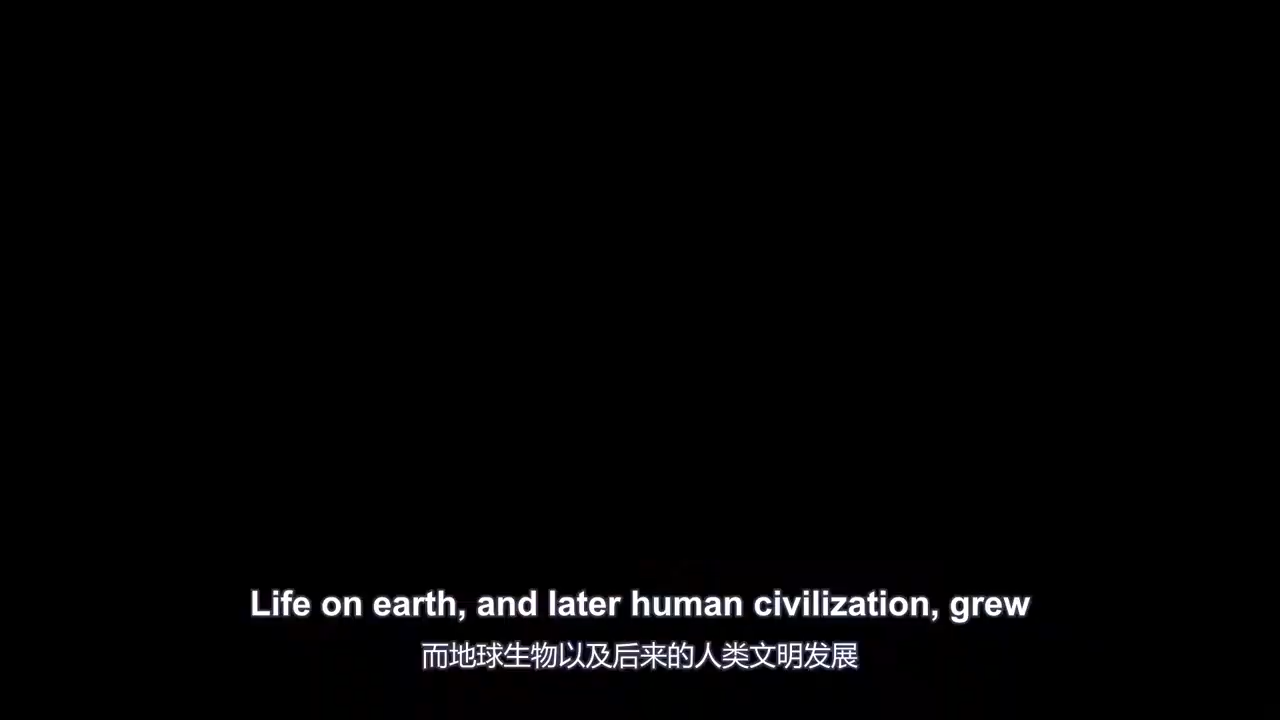 Life on earth, and later human civilization, grew
而地球生物以及后来的人类文明发展